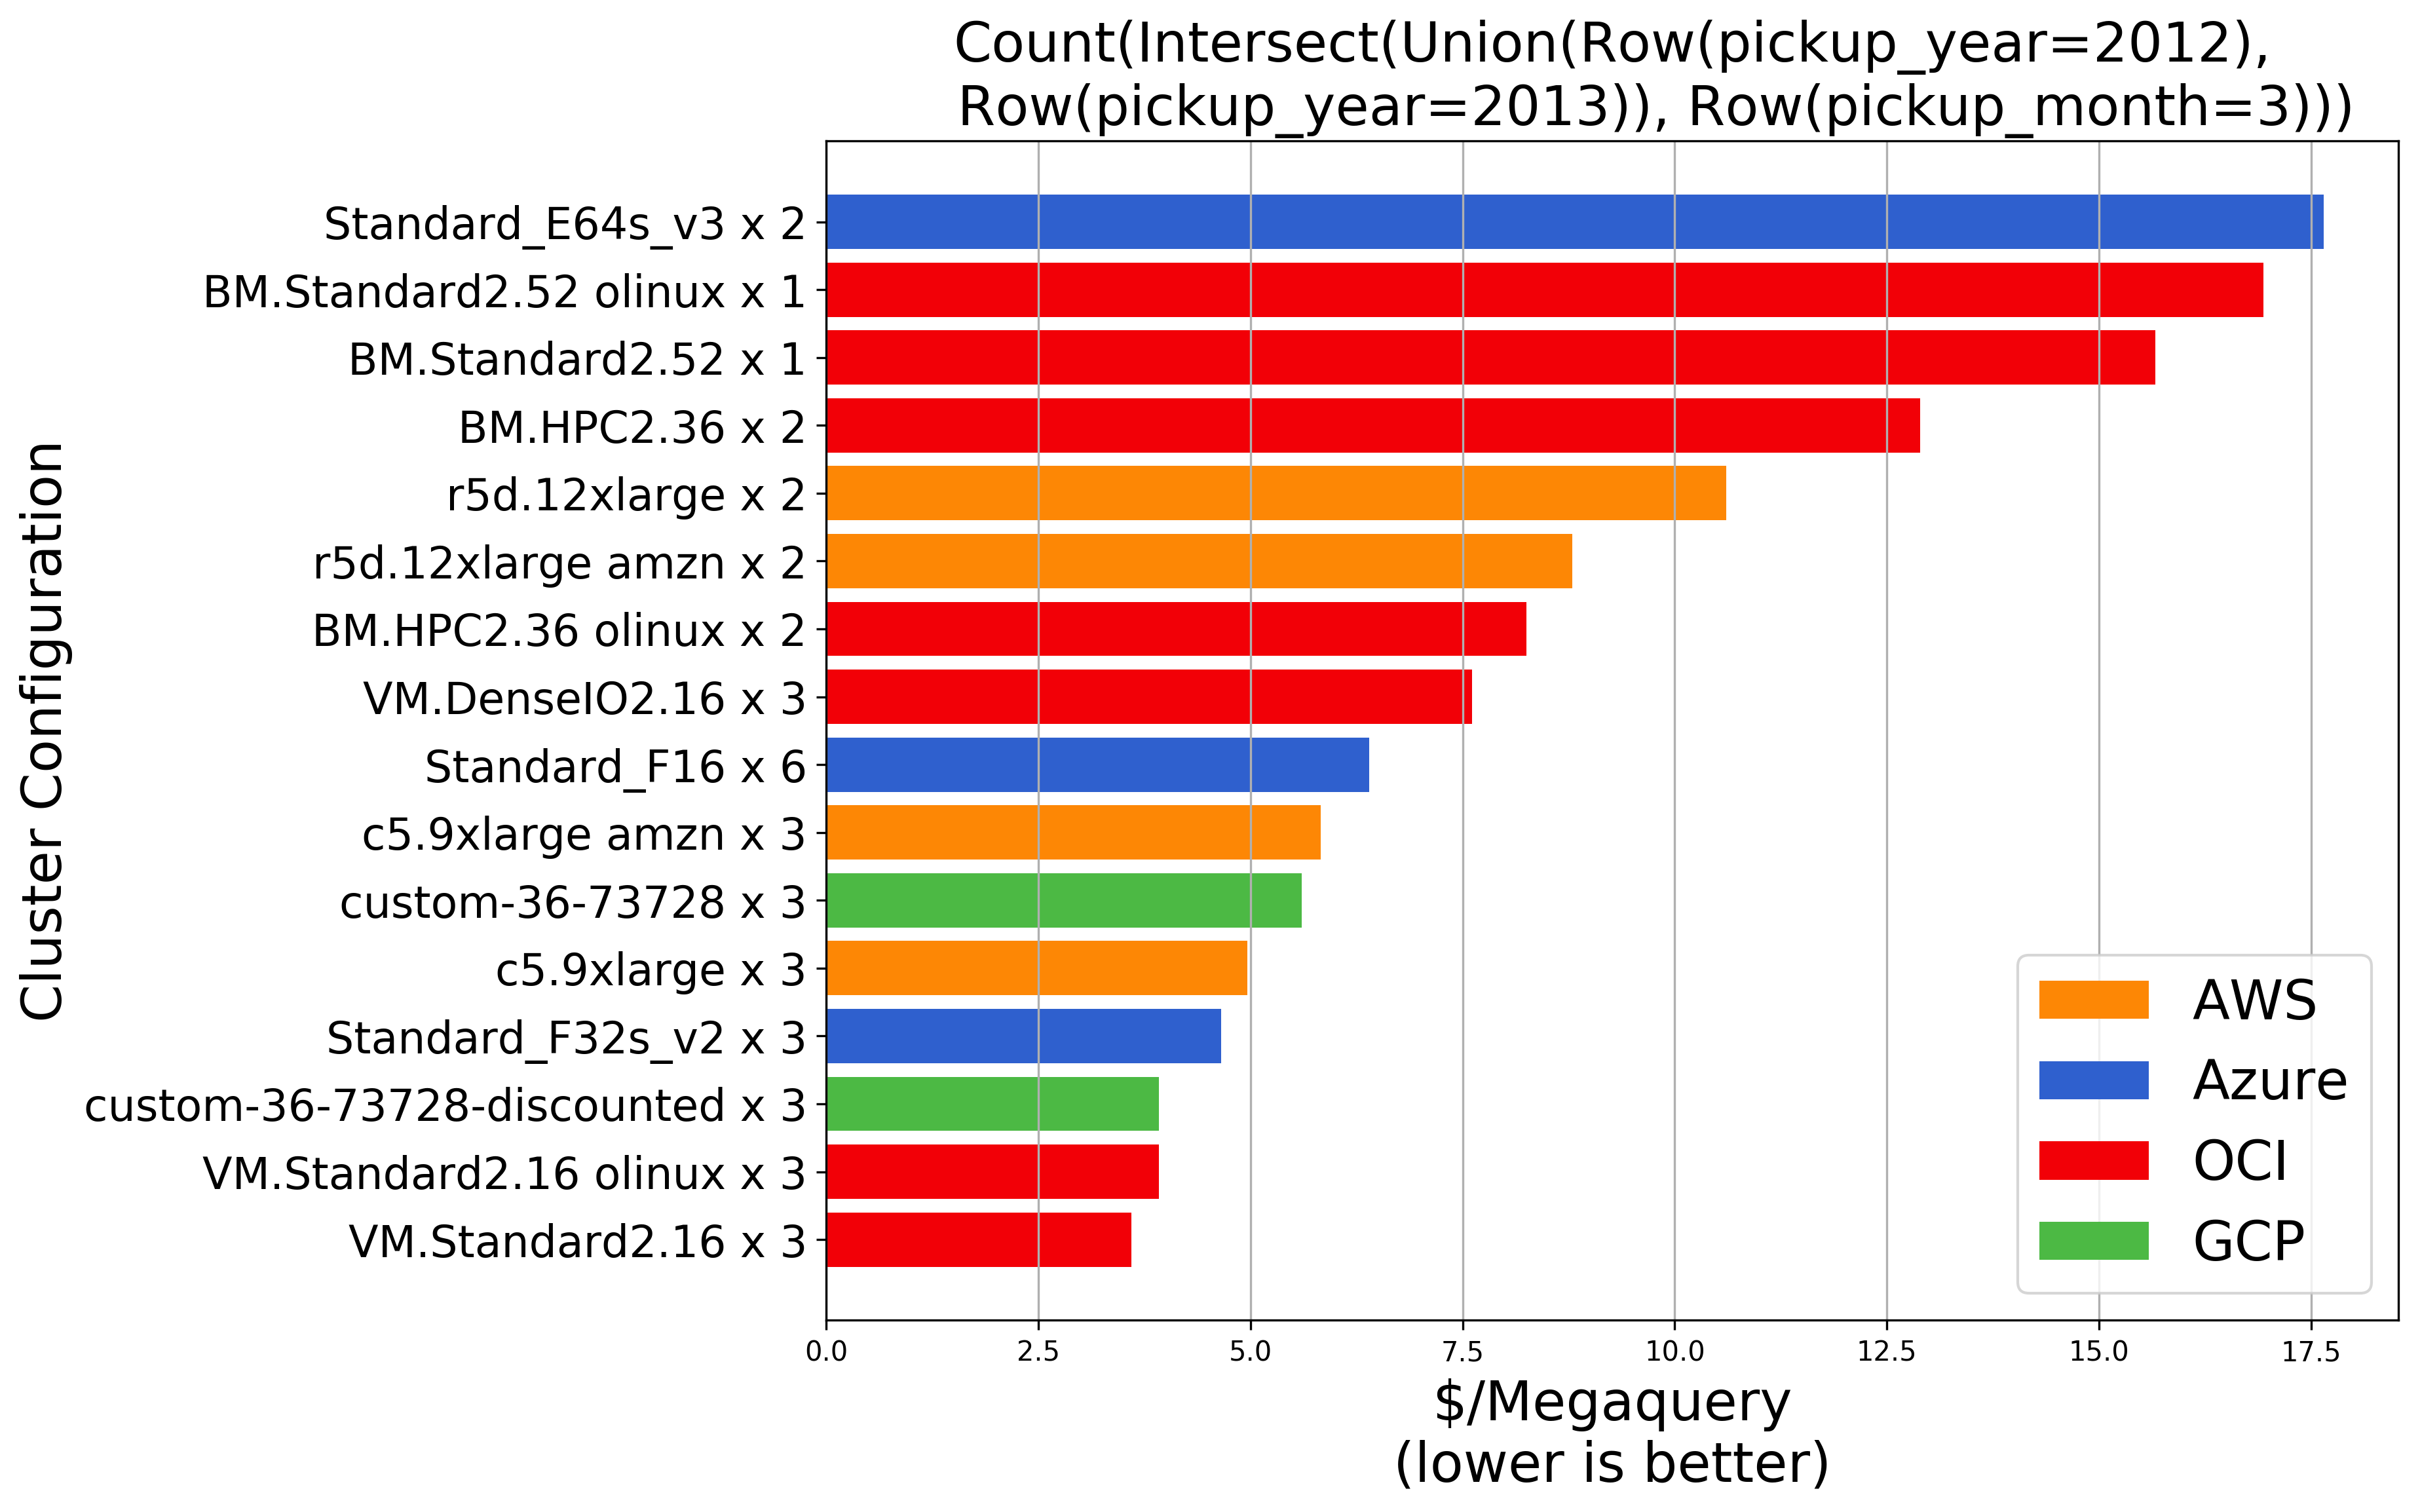 Count(Intersect(Union(Row(pickup_year=2012),
Row(pickup_year=2013)), Row(pickup_month=3)))
Cluster Configuration
Standard_E64s_v3 x 2
BM.Standard2.52 olinux x 1
BM.Standard2.52 x 1
BM.HPC2.36 x 2
r5d.12xlarge x 2
r5d.12xlarge amzn x 2
BM.HPC2.36 olinux x 2
VM.DenseIO2.16 x 3
Standard_F16 x 6
c5.9xlarge amzn x 3
custom-36-73728 x 3
c5.9xlarge x 3
Standard_F32s_v2 x 3
custom-36-73728-discounted x 3
VM.Standard2.16 olinux x 3
VM.Standard2.16 x 3
AWS
Azure
OCI
GCP
0.0 2.5 5.0 7.5 10.0 12.5 15.0 17.5
$/Megaquery
(lower is better)